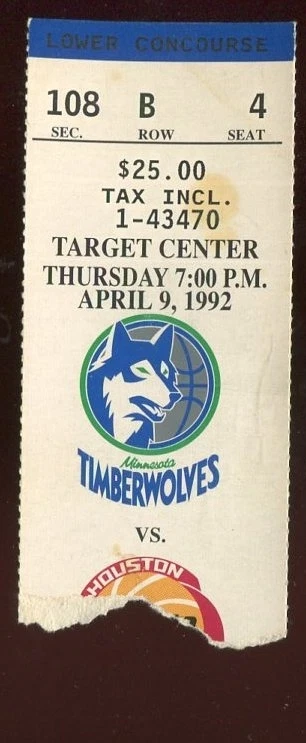 LOWER CONCOURSE
108 B 4
SEC. ROW SEAT
$25.00
TAX INCL.
1-43470
TARGET CENTER
THURSDAY 7:00 P.M.
APRIL 9, 1992
Minnesota
TIMBERWOLVES
VS.
HOUSTON